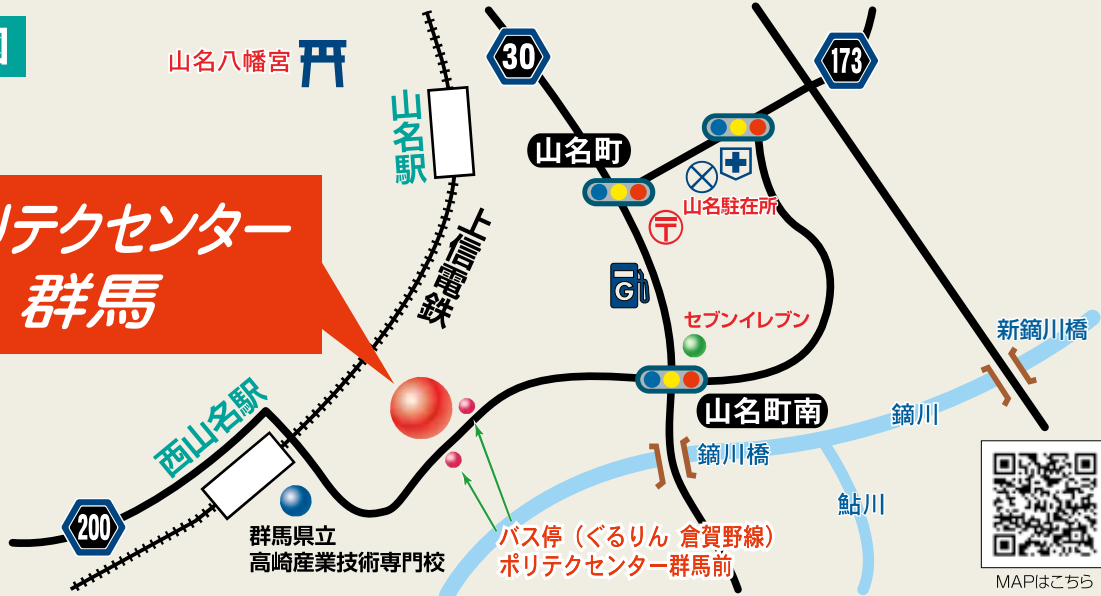 山名八幡宮
30
173
山名駅
山名町
山名駐在所
リテクセンター
群馬
上信電鉄
G
セブンイレブン
新鏑川橋
西山名駅
山名町南
鏑川
鏑川橋
200
鮎川
群馬県立
高崎産業技術専門校
バス停（ぐるりん 倉賀野線）
ポリテクセンター群馬前
MAPはこちら